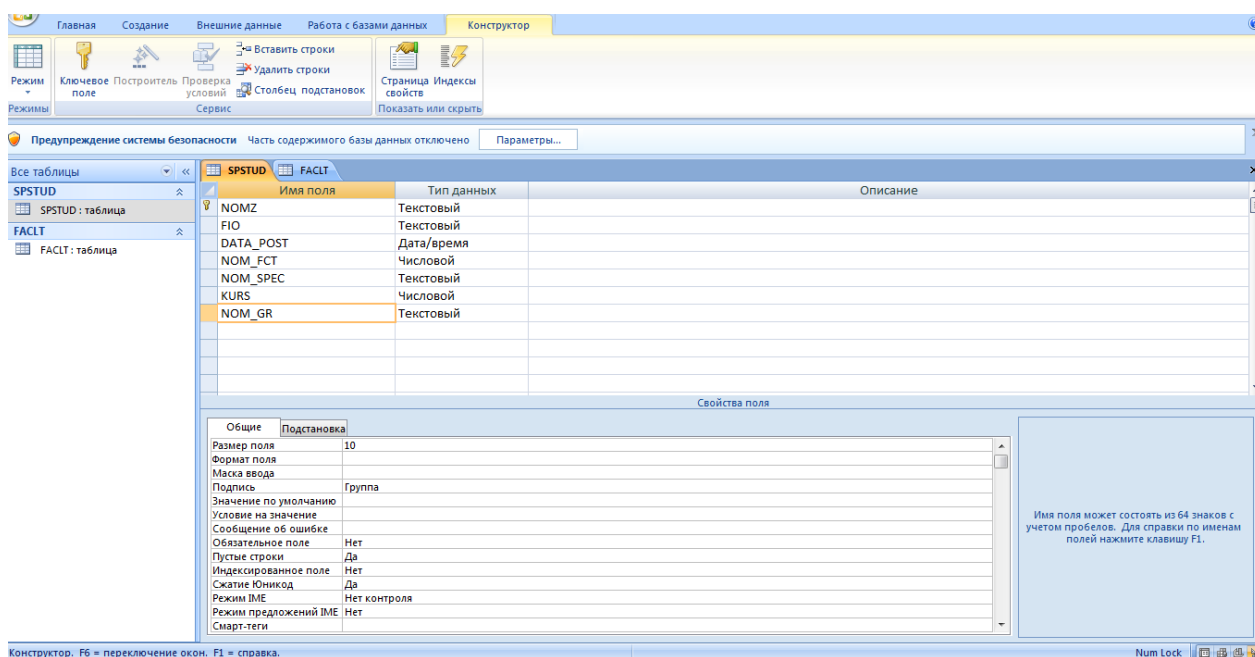 Главная Создание Внешние данные Работа с базами данных Конструктор
Вставить строки
Удалить строки
Столбец подстановок
Режим Ключевое поле Построитель Проверка условий Страница свойств Индексы
Режимы Сервис Показать или скрыть
Предупреждение системы безопасности Часть содержимого базы данных отключено Параметры...
Все таблицы SPSTUD FACLT
SPSTUD
SPSTUD : таблица
FACLT
FACLT : таблица
Имя поля Тип данных Описание
NOMZ Текстовый
FIO Текстовый
DATA_POST Дата/время
NOM_FCT Числовой
NOM_SPEC Текстовый
KURS Числовой
NOM_GR Текстовый
Свойства поля
Общие Подстановка
Размер поля 10
Формат поля
Маска ввода
Подпись Группа
Значение по умолчанию
Условие на значение
Сообщение об ошибке
Обязательное поле Нет
Пустые строки Да
Индексированное поле Нет
Сжатие Юникод Да
Режим IME Нет контроля
Режим предложений IME Нет
Смарт-теги
Имя поля может состоять из 64 знаков с
учетом пробелов. Для справки по именам
полей нажмите клавишу F1.
Конструктор. F6 = переключение окон. F1 = справка. Num Lock